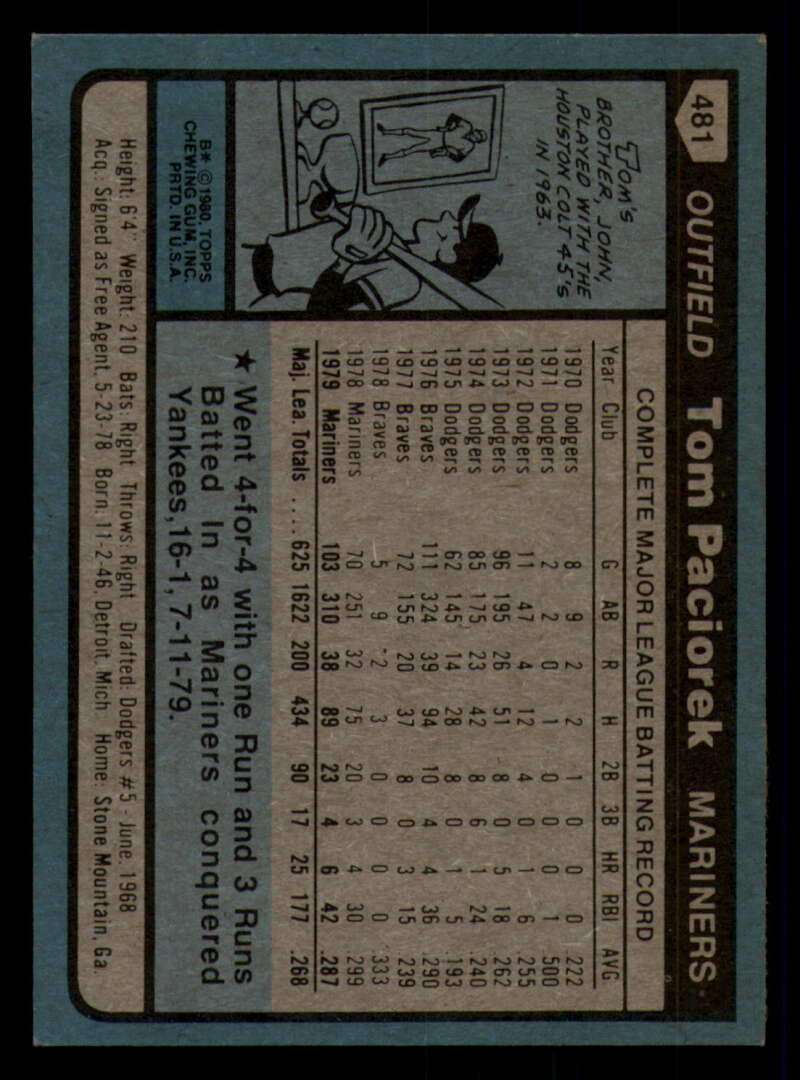 481 OUTFIELD Tom Paciorek MARINERS
TOM'S
BROTHER, JOHN,
PLAYED WITH THE
HOUSTON COLT 45'S
IN 1963.
B* © 1980 TOPPS
CHEWING GUM, INC.
PRTD. IN U.S.A.
COMPLETE MAJOR LEAGUE BATTING RECORD
Year Club G AB R H 2B 3B HR RBI AVG
1970 Dodgers 8 9 2 2 1 0 0 0 .222
1971 Dodgers 2 2 0 1 0 0 0 1 .500
1972 Dodgers 11 47 4 12 4 0 1 6 .255
1973 Dodgers 96 195 26 51 8 0 5 18 .262
1974 Dodgers 85 175 23 42 8 6 1 24 .240
1975 Dodgers 62 145 14 28 8 0 1 5 .193
1976 Braves 111 324 39 94 10 4 4 36 .290
1977 Braves 72 155 20 37 8 0 3 15 .239
1978 Braves 5 9 2 3 0 0 0 0 .333
1978 Mariners 70 251 32 75 20 3 4 30 .299
1979 Mariners 103 310 38 89 23 4 6 42 .287
Maj. Lea. Totals .... 625 1622 200 434 90 17 25 177 .268
★ Went 4-for-4 with one Run and 3 Runs
Batted In as Mariners conquered
Yankees, 16-1, 7-11-79.
Height: 6'4" Weight: 210 Bats: Right Throws: Right Drafted: Dodgers #5 - June, 1968
Acq.: Signed as Free Agent, 5-23-78 Born: 11-2-46, Detroit, Mich Home: Stone Mountain, Ga